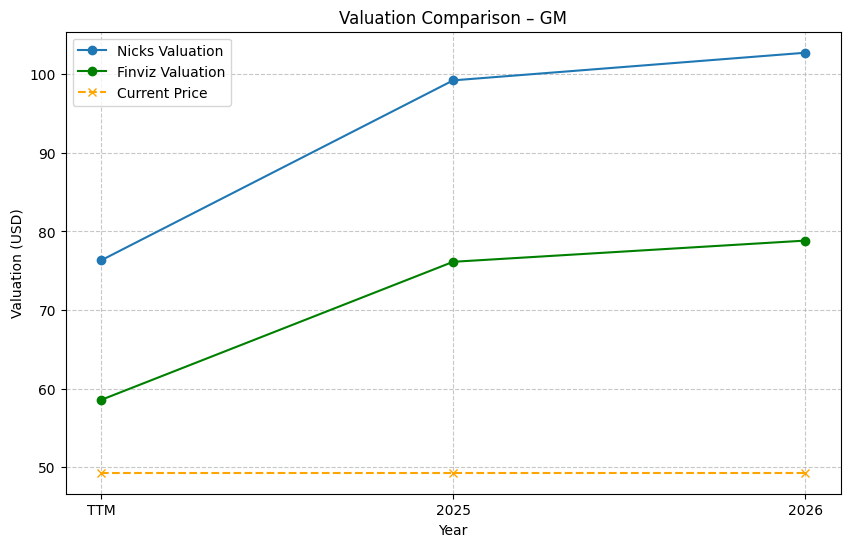 Valuation Comparison – GM
Nicks Valuation
Finviz Valuation
Current Price
Valuation (USD)
100
90
80
70
60
50
TTM
2025
2026
Year